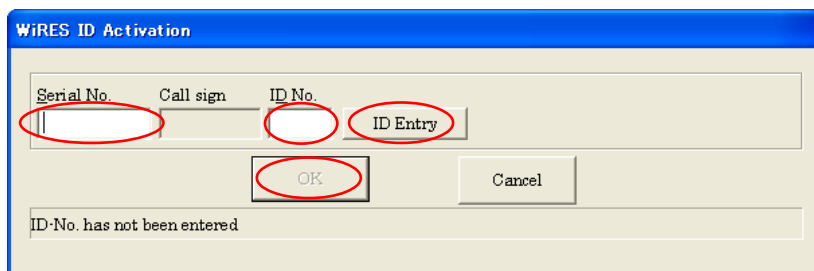 WiRES ID Activation
Serial No. Call sign ID No.
ID Entry
OK Cancel
ID-No. has not been entered